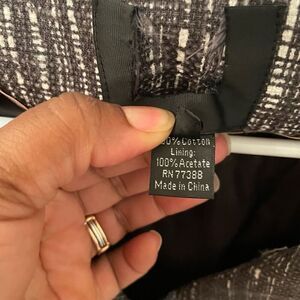 Cotton
Lining:
100% Acetate
RN 77388
Made in China